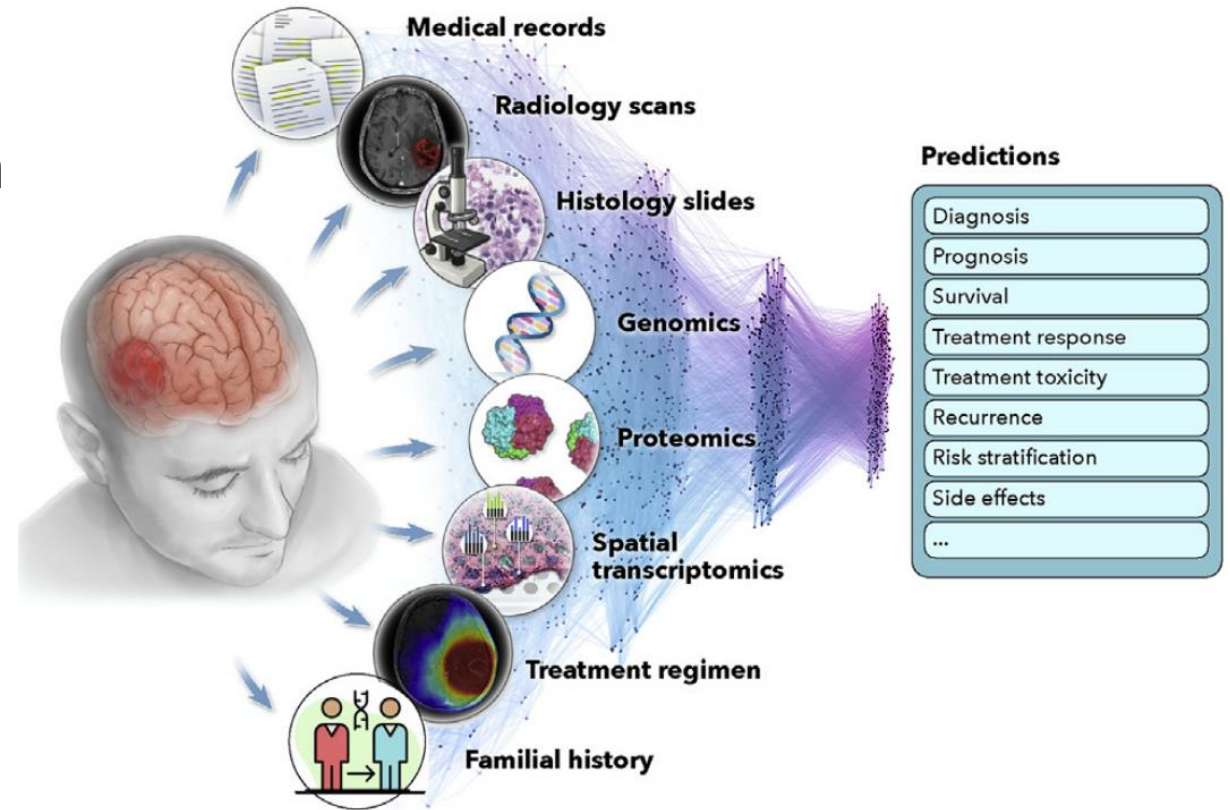 Medical records
Radiology scans
Histology slides
Genomics
Proteomics
Spatial
transcriptomics
Treatment regimen
Familial history
Predictions
Diagnosis
Prognosis
Survival
Treatment response
Treatment toxicity
Recurrence
Risk stratification
Side effects
...